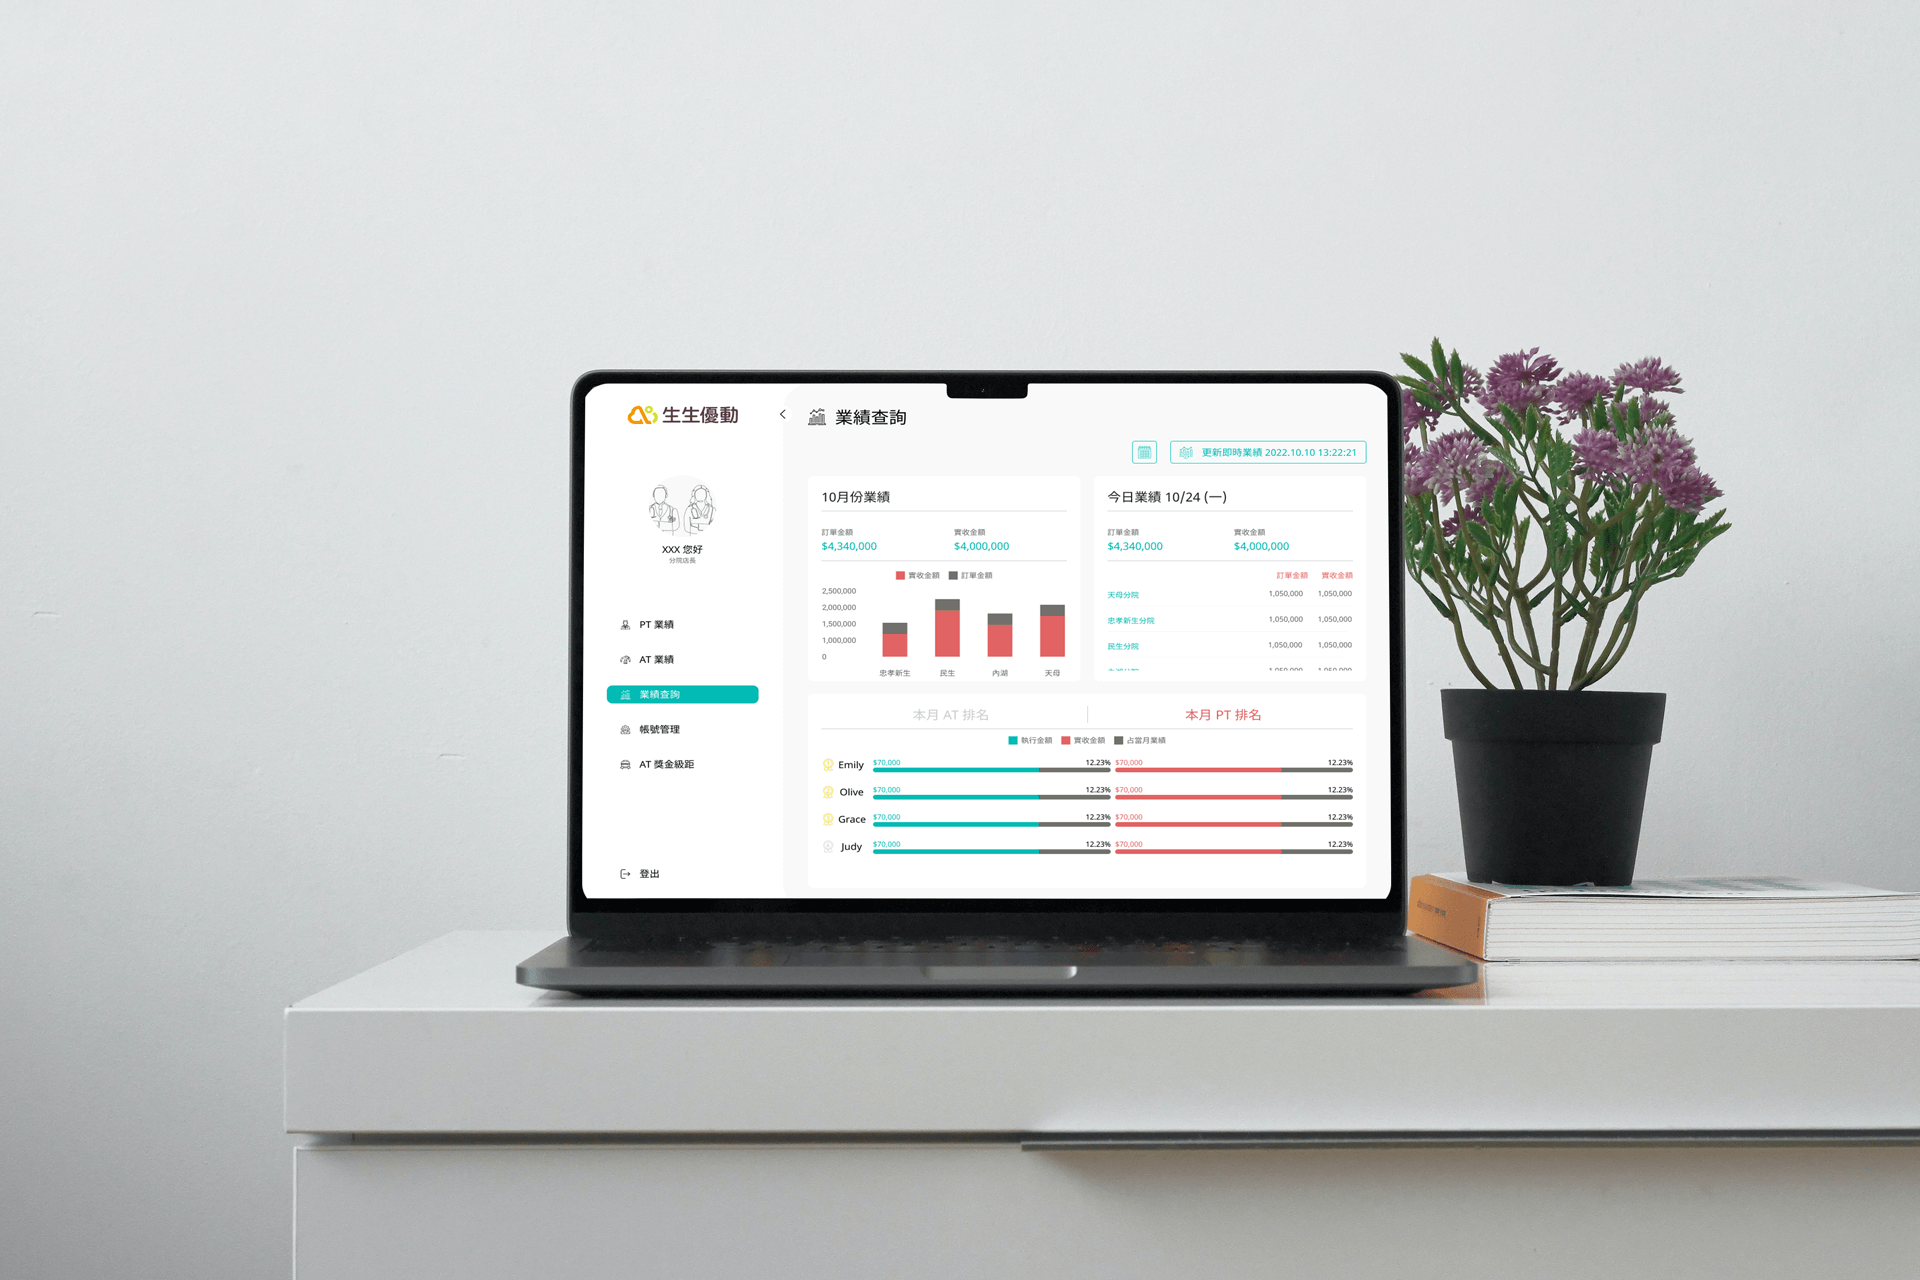 生生優動
XXX 您好
分院店長
PT 業績
AT 業績
業績查詢
帳號管理
AT 獎金級距
登出
業績查詢
更新即時業績 2022.10.10 13:22:21
10月份業績
訂單金額 實收金額
$4,340,000 $4,000,000
實收金額 訂單金額
2,500,000
2,000,000
1,500,000
1,000,000
0
忠孝新生 民生 內湖 天母
今日業績 10/24 (一)
訂單金額 實收金額
$4,340,000 $4,000,000
訂單金額 實收金額
天母分院 1,050,000 1,050,000
忠孝新生分院 1,050,000 1,050,000
民生分院 1,050,000 1,050,000
本月 AT 排名 本月 PT 排名
執行金額 實收金額 占當月業績
Emily $70,000 12.23% $70,000 12.23%
Olive $70,000 12.23% $70,000 12.23%
Grace $70,000 12.23% $70,000 12.23%
Judy $70,000 12.23% $70,000 12.23%